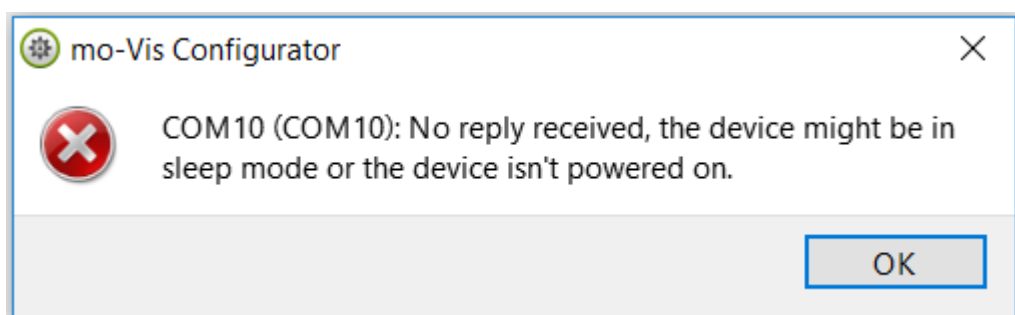 mo-Vis Configurator
COM10 (COM10): No reply received, the device might be in
sleep mode or the device isn't powered on.
OK